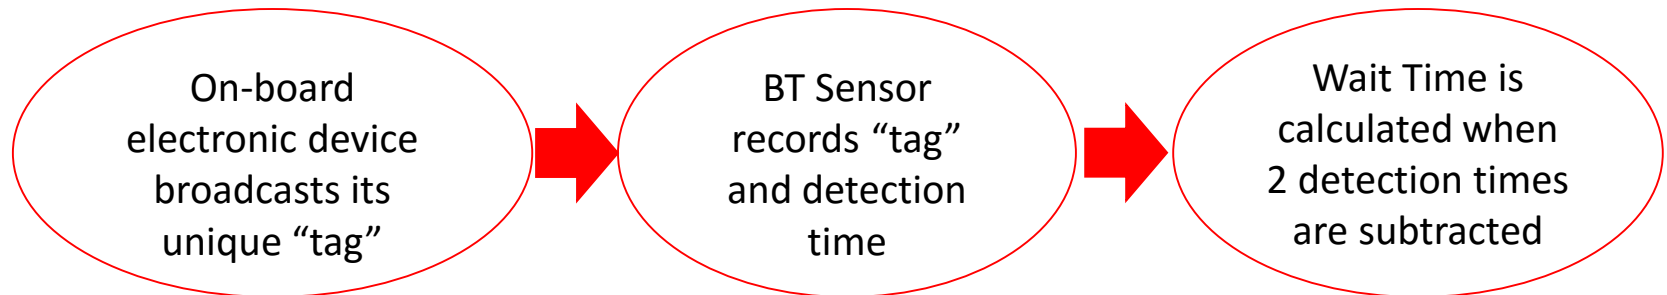 On-board
electronic device
broadcasts its
unique “tag”
BT Sensor
records “tag”
and detection
time
Wait Time is
calculated when
2 detection times
are subtracted